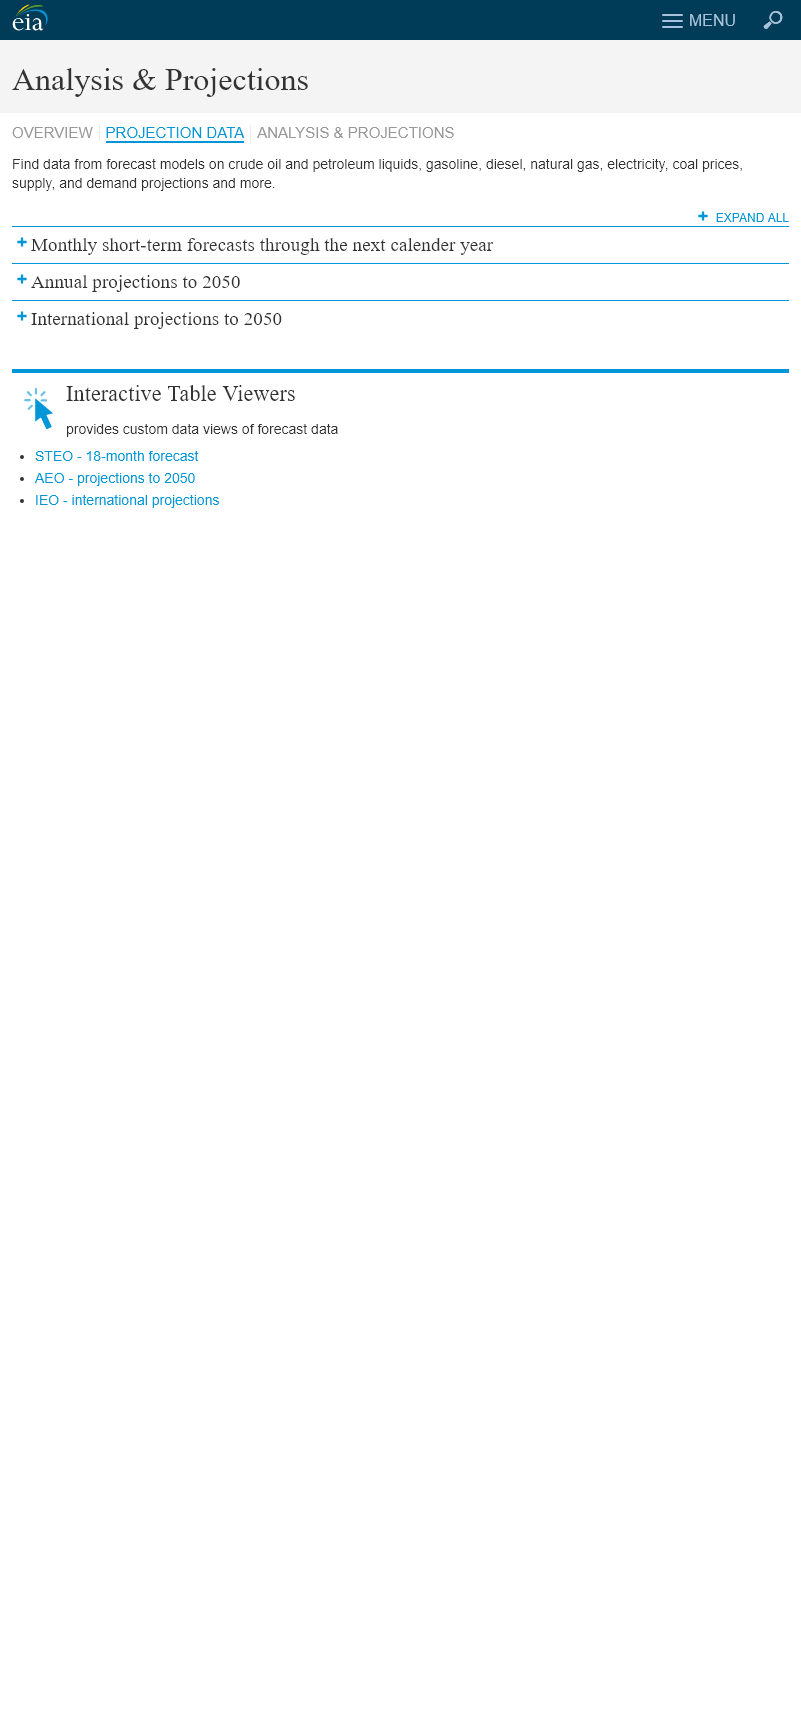 eia
MENU
Analysis & Projections
OVERVIEW
PROJECTION DATA
ANALYSIS & PROJECTIONS
Find data from forecast models on crude oil and petroleum liquids, gasoline, diesel, natural gas, electricity, coal prices,
supply, and demand projections and more.
+ EXPAND ALL
+ Monthly short-term forecasts through the next calender year
+ Annual projections to 2050
+ International projections to 2050
Interactive Table Viewers
provides custom data views of forecast data
• STEO - 18-month forecast
• AEO - projections to 2050
• IEO - international projections